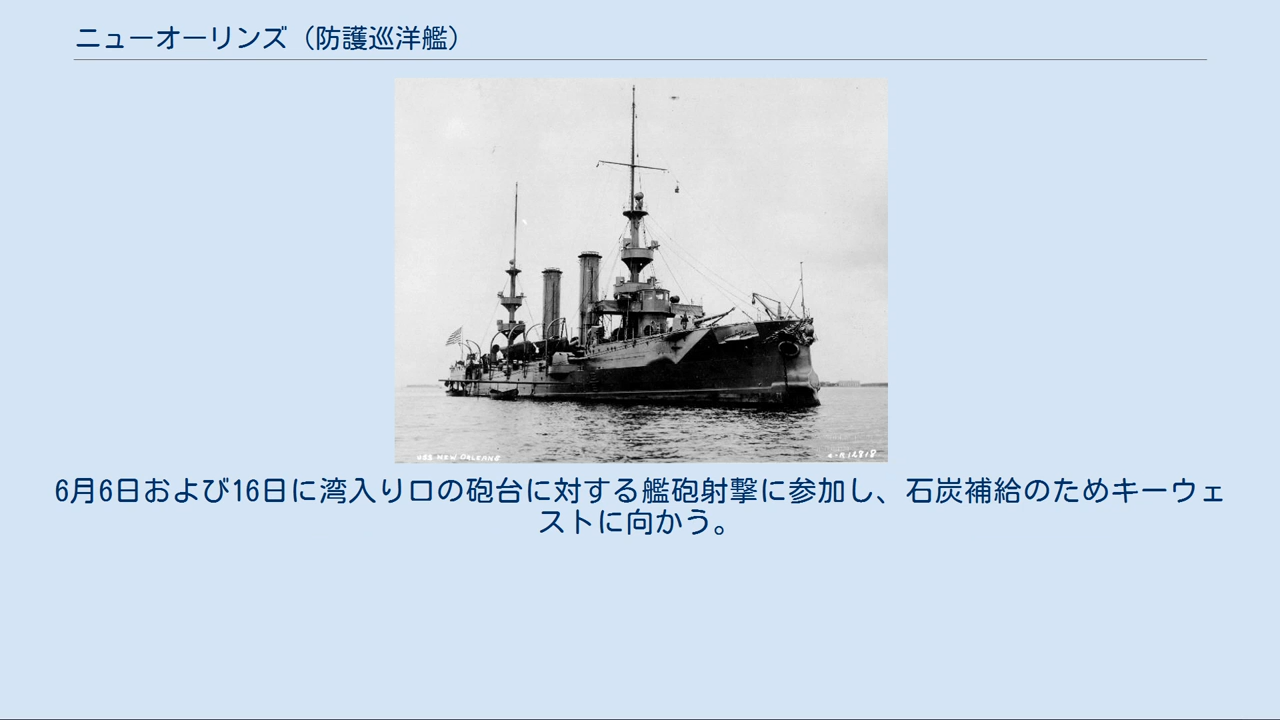 ニューオーリンズ（防護巡洋艦）
USS NEW ORLEANS
6月6日および16日に湾入り口の砲台に対する艦砲射撃に参加し、石炭補給のためキーウェ
ストに向かう。